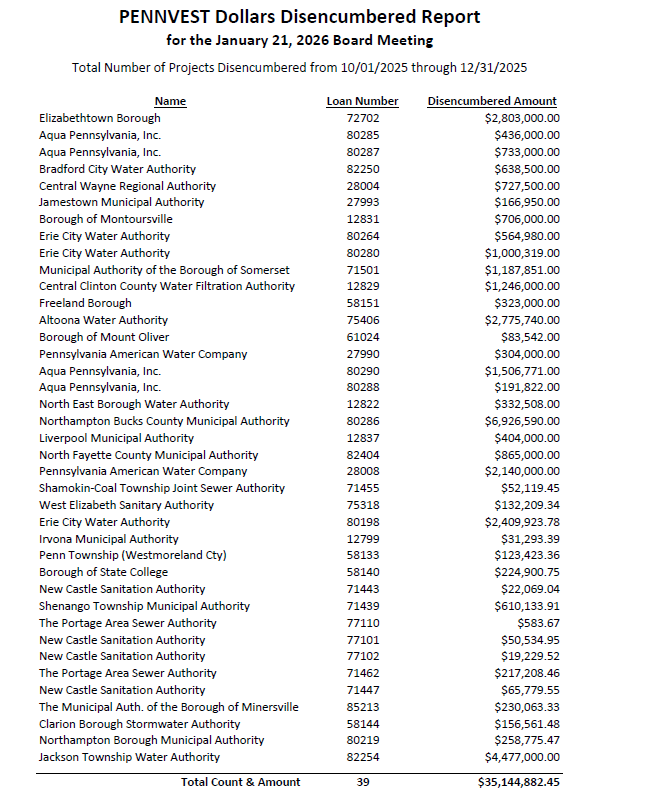 PENNVEST Dollars Disencumbered Report
for the January 21, 2026 Board Meeting
Total Number of Projects Disencumbered from 10/01/2025 through 12/31/2025
Name Loan Number Disencumbered Amount
Elizabethtown Borough 72702 $2,803,000.00
Aqua Pennsylvania, Inc. 80285 $436,000.00
Aqua Pennsylvania, Inc. 80287 $733,000.00
Bradford City Water Authority 82250 $638,500.00
Central Wayne Regional Authority 28004 $727,500.00
Jamestown Municipal Authority 27993 $166,950.00
Borough of Montoursville 12831 $706,000.00
Erie City Water Authority 80264 $564,980.00
Erie City Water Authority 80280 $1,000,319.00
Municipal Authority of the Borough of Somerset 71501 $1,187,851.00
Central Clinton County Water Filtration Authority 12829 $1,246,000.00
Freeland Borough 58151 $323,000.00
Altoona Water Authority 75406 $2,775,740.00
Borough of Mount Oliver 61024 $83,542.00
Pennsylvania American Water Company 27990 $304,000.00
Aqua Pennsylvania, Inc. 80290 $1,506,771.00
Aqua Pennsylvania, Inc. 80288 $191,822.00
North East Borough Water Authority 12822 $332,508.00
Northampton Bucks County Municipal Authority 80286 $6,926,590.00
Liverpool Municipal Authority 12837 $404,000.00
North Fayette County Municipal Authority 82404 $865,000.00
Pennsylvania American Water Company 28008 $2,140,000.00
Shamokin-Coal Township Joint Sewer Authority 71455 $52,119.45
West Elizabeth Sanitary Authority 75318 $132,209.34
Erie City Water Authority 80198 $2,409,923.78
Irvona Municipal Authority 12799 $31,293.39
Penn Township (Westmoreland Cty) 58133 $123,423.36
Borough of State College 58140 $224,900.75
New Castle Sanitation Authority 71443 $22,069.04
Shenango Township Municipal Authority 71439 $610,133.91
The Portage Area Sewer Authority 77110 $583.67
New Castle Sanitation Authority 77101 $50,534.95
New Castle Sanitation Authority 77102 $19,229.52
The Portage Area Sewer Authority 71462 $217,208.46
New Castle Sanitation Authority 71447 $65,779.55
The Municipal Auth. of the Borough of Minersville 85213 $230,063.33
Clarion Borough Stormwater Authority 58144 $156,561.48
Northampton Borough Municipal Authority 80219 $258,775.47
Jackson Township Water Authority 82254 $4,477,000.00
Total Count & Amount 39 $35,144,882.45